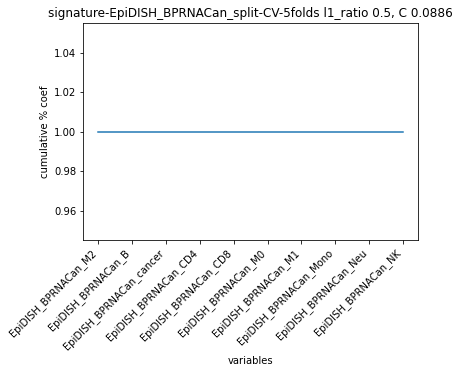 signature-EpiDISH_BPRNACan_split-CV-5folds l1_ratio 0.5, C 0.0886
1.04
1.02
1.00
0.98
0.96
cumulative % coef
EpiDISH_BPRNACan_M2
EpiDISH_BPRNACan_B
EpiDISH_BPRNACan_cancer
EpiDISH_BPRNACan_CD4
EpiDISH_BPRNACan_CD8
EpiDISH_BPRNACan_M0
EpiDISH_BPRNACan_M1
EpiDISH_BPRNACan_Mono
EpiDISH_BPRNACan_Neu
EpiDISH_BPRNACan_NK
variables